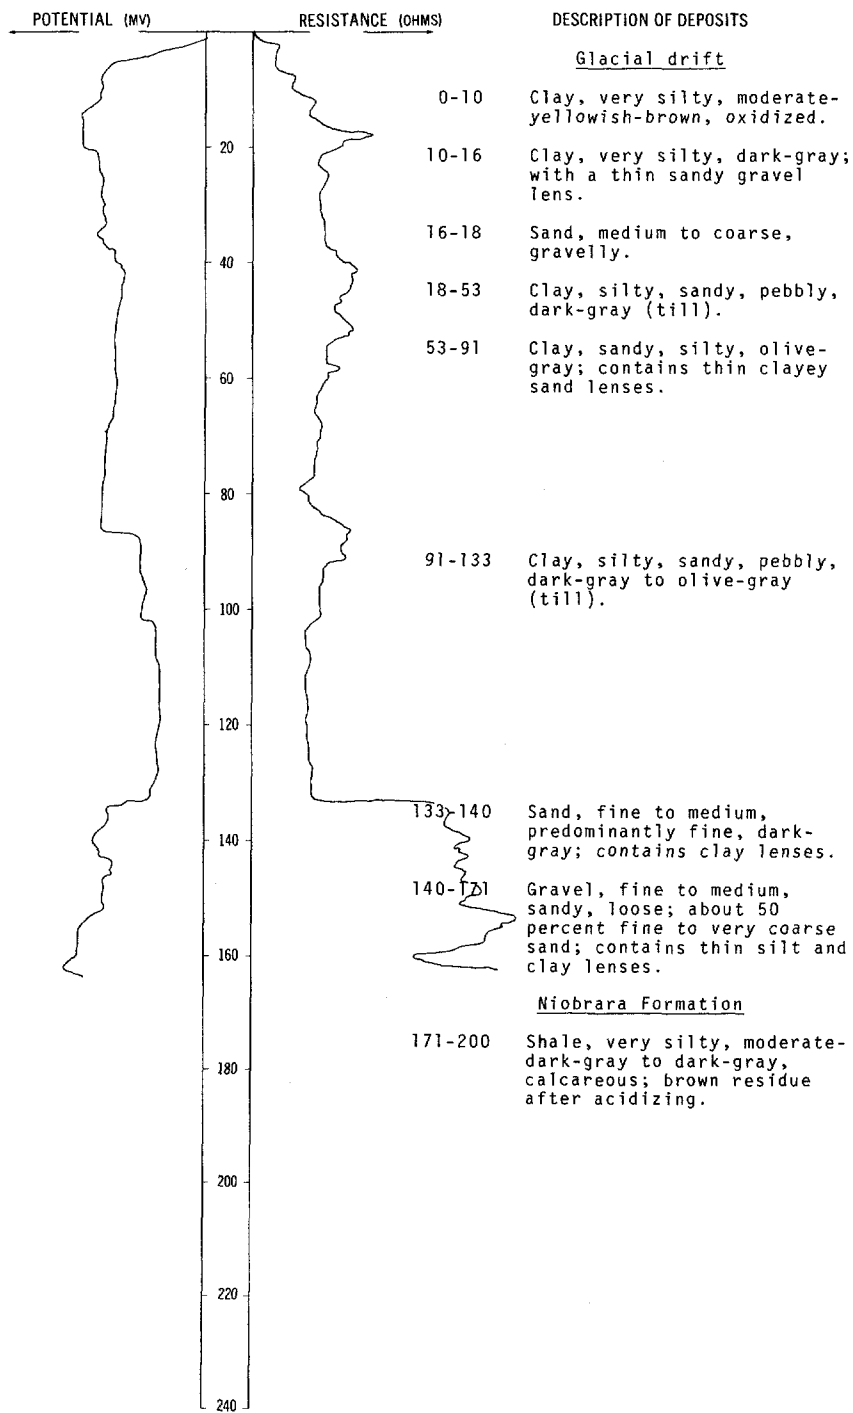 POTENTIAL (MV)
RESISTANCE (OHMS)
DESCRIPTION OF DEPOSITS
Glacial drift
0-10 Clay, very silty, moderate-
yellowish-brown, oxidized.
20
10-16 Clay, very silty, dark-gray;
with a thin sandy gravel
lens.
16-18 Sand, medium to coarse,
gravelly.
40
18-53 Clay, silty, sandy, pebbly,
dark-gray (till).
53-91 Clay, sandy, silty, olive-
gray; contains thin clayey
sand lenses.
60
80
91-133 Clay, silty, sandy, pebbly,
dark-gray to olive-gray
(till).
100
120
133-140 Sand, fine to medium,
predominantly fine, dark-
gray; contains clay lenses.
140
140-171 Gravel, fine to medium,
sandy, loose; about 50
percent fine to very coarse
sand; contains thin silt and
clay lenses.
160
Niobrara Formation
171-200 Shale, very silty, moderate-
dark-gray to dark-gray,
calcareous; brown residue
after acidizing.
180
200
220
240